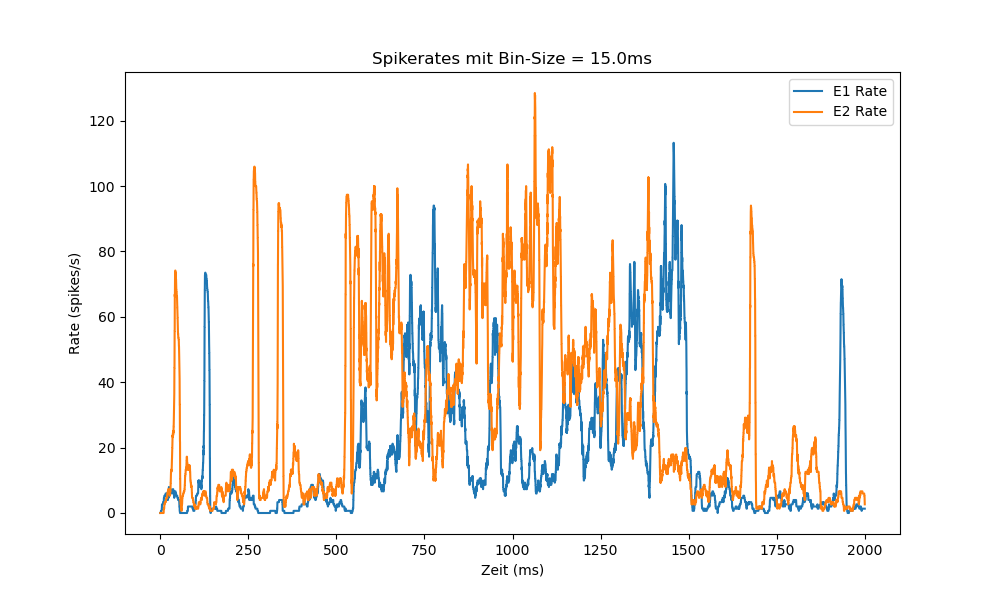 Spikerates mit Bin-Size = 15.0ms
E1 Rate
E2 Rate
120
100
80
60
40
20
0
Rate (spikes/s)
0 250 500 750 1000 1250 1500 1750 2000
Zeit (ms)